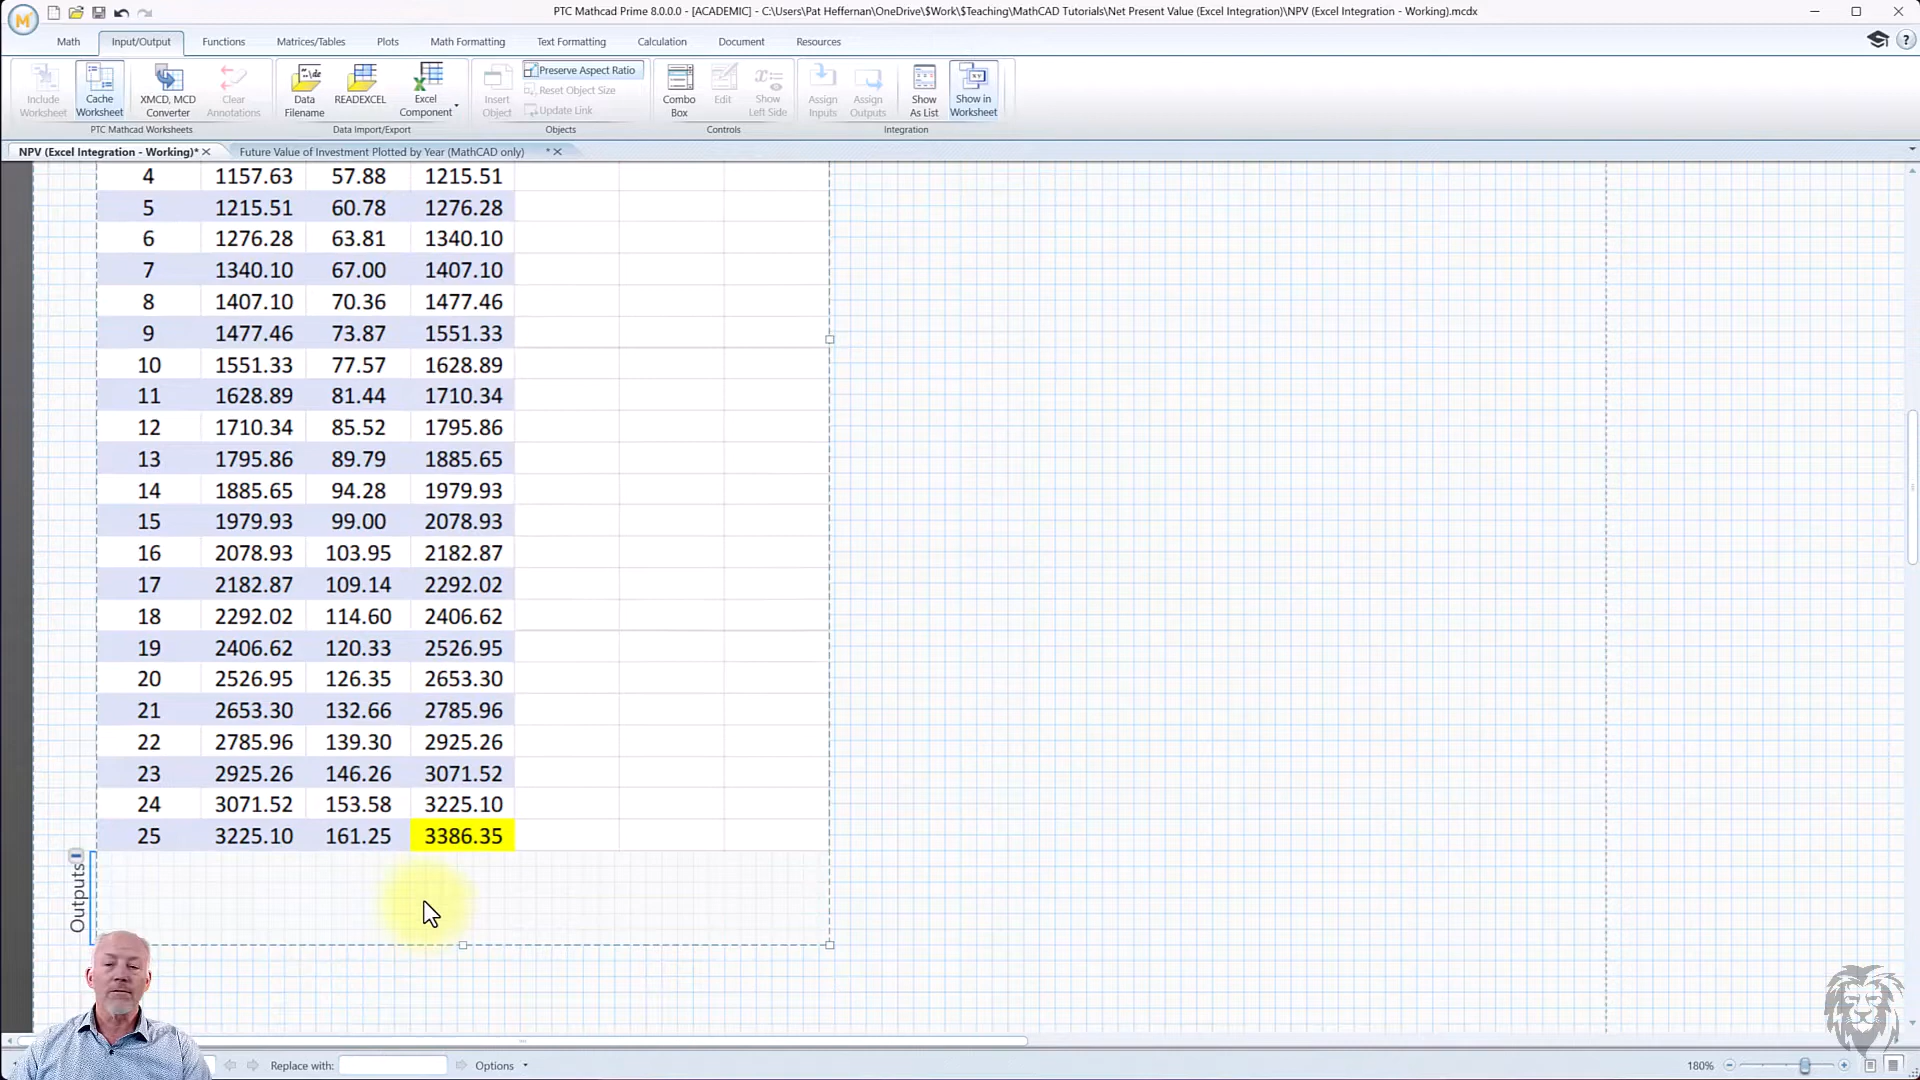 PTC Mathcad Prime 8.0.0.0 - [ACADEMIC] - C:\Users\Pat Heffernan\OneDrive\$Work\$Teaching\MathCAD Tutorials\Net Present Value (Excel Integration)\NPV (Excel Integration - Working).mcdx
Math Input/Output Functions Matrices/Tables Plots Math Formatting Text Formatting Calculation Document Resources
Include Worksheet
Cache Worksheet
XMCD, MCD Converter
Clear Annotations
PTC Mathcad Worksheets
Data Filename
READEXCEL
Excel Component
Data Import/Export
Insert Object
Preserve Aspect Ratio
Reset Object Size
Update Link
Objects
Combo Box
Edit
Show Left Side
Controls
Assign Inputs
Assign Outputs
Show As List
Show in Worksheet
Integration
NPV (Excel Integration - Working)* Future Value of Investment Plotted by Year (MathCAD only) *
4 1157.63 57.88 1215.51
5 1215.51 60.78 1276.28
6 1276.28 63.81 1340.10
7 1340.10 67.00 1407.10
8 1407.10 70.36 1477.46
9 1477.46 73.87 1551.33
10 1551.33 77.57 1628.89
11 1628.89 81.44 1710.34
12 1710.34 85.52 1795.86
13 1795.86 89.79 1885.65
14 1885.65 94.28 1979.93
15 1979.93 99.00 2078.93
16 2078.93 103.95 2182.87
17 2182.87 109.14 2292.02
18 2292.02 114.60 2406.62
19 2406.62 120.33 2526.95
20 2526.95 126.35 2653.30
21 2653.30 132.66 2785.96
22 2785.96 139.30 2925.26
23 2925.26 146.26 3071.52
24 3071.52 153.58 3225.10
25 3225.10 161.25 3386.35
Outputs
Replace with: Options 180%